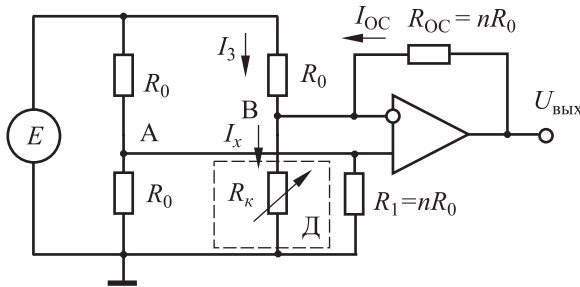 I_ОС
R_ОС = nR_0
I_3
R_0
R_0
В
U_вых
E
А
I_x
R_0
R_к
R_1=nR_0
Д